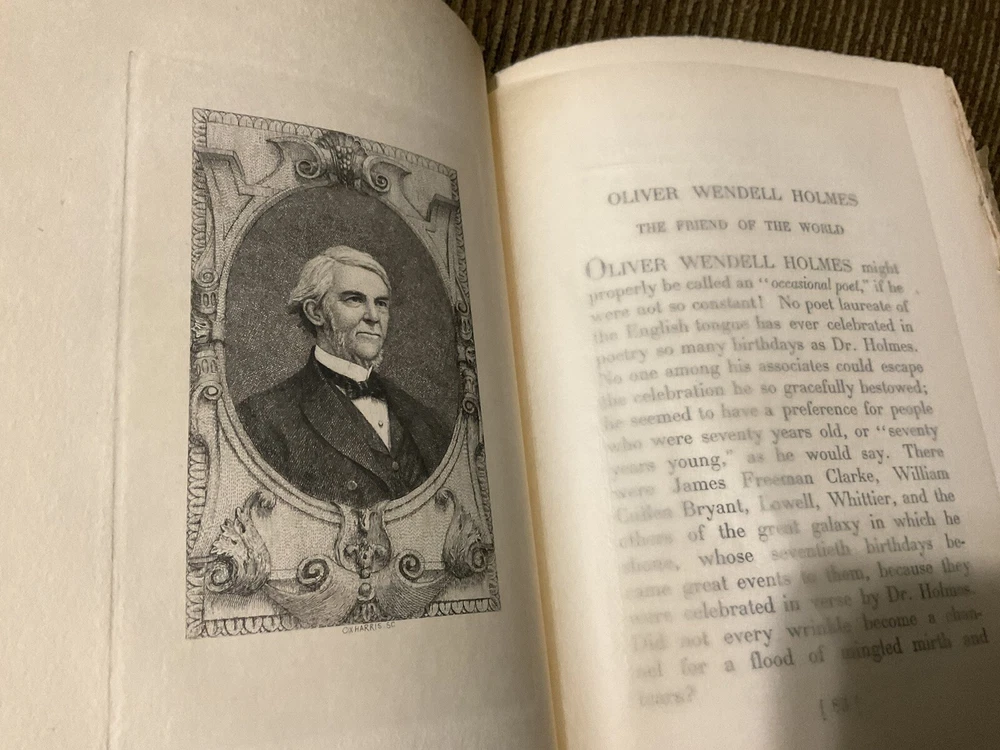 O.K.HARRIS. SC
OLIVER WENDELL HOLMES
THE FRIEND OF THE WORLD
OLIVER WENDELL HOLMES might
properly be called an "occasional poet," if he
were not so constant! No poet laureate of
the English tongue has ever celebrated in
poetry so many birthdays as Dr. Holmes.
No one among his associates could escape
the celebration he so gracefully bestowed;
he seemed to have a preference for people
who were seventy years old, or "seventy
years young," as he would say. There
were James Freeman Clarke, William
Cullen Bryant, Lowell, Whittier, and the
others of the great galaxy in which he
shone, whose seventieth birthdays be-
came great events to them, because they
were celebrated in verse by Dr. Holmes.
Did not every wrinkle become a chan-
nel for a flood of mingled mirth and
tears?